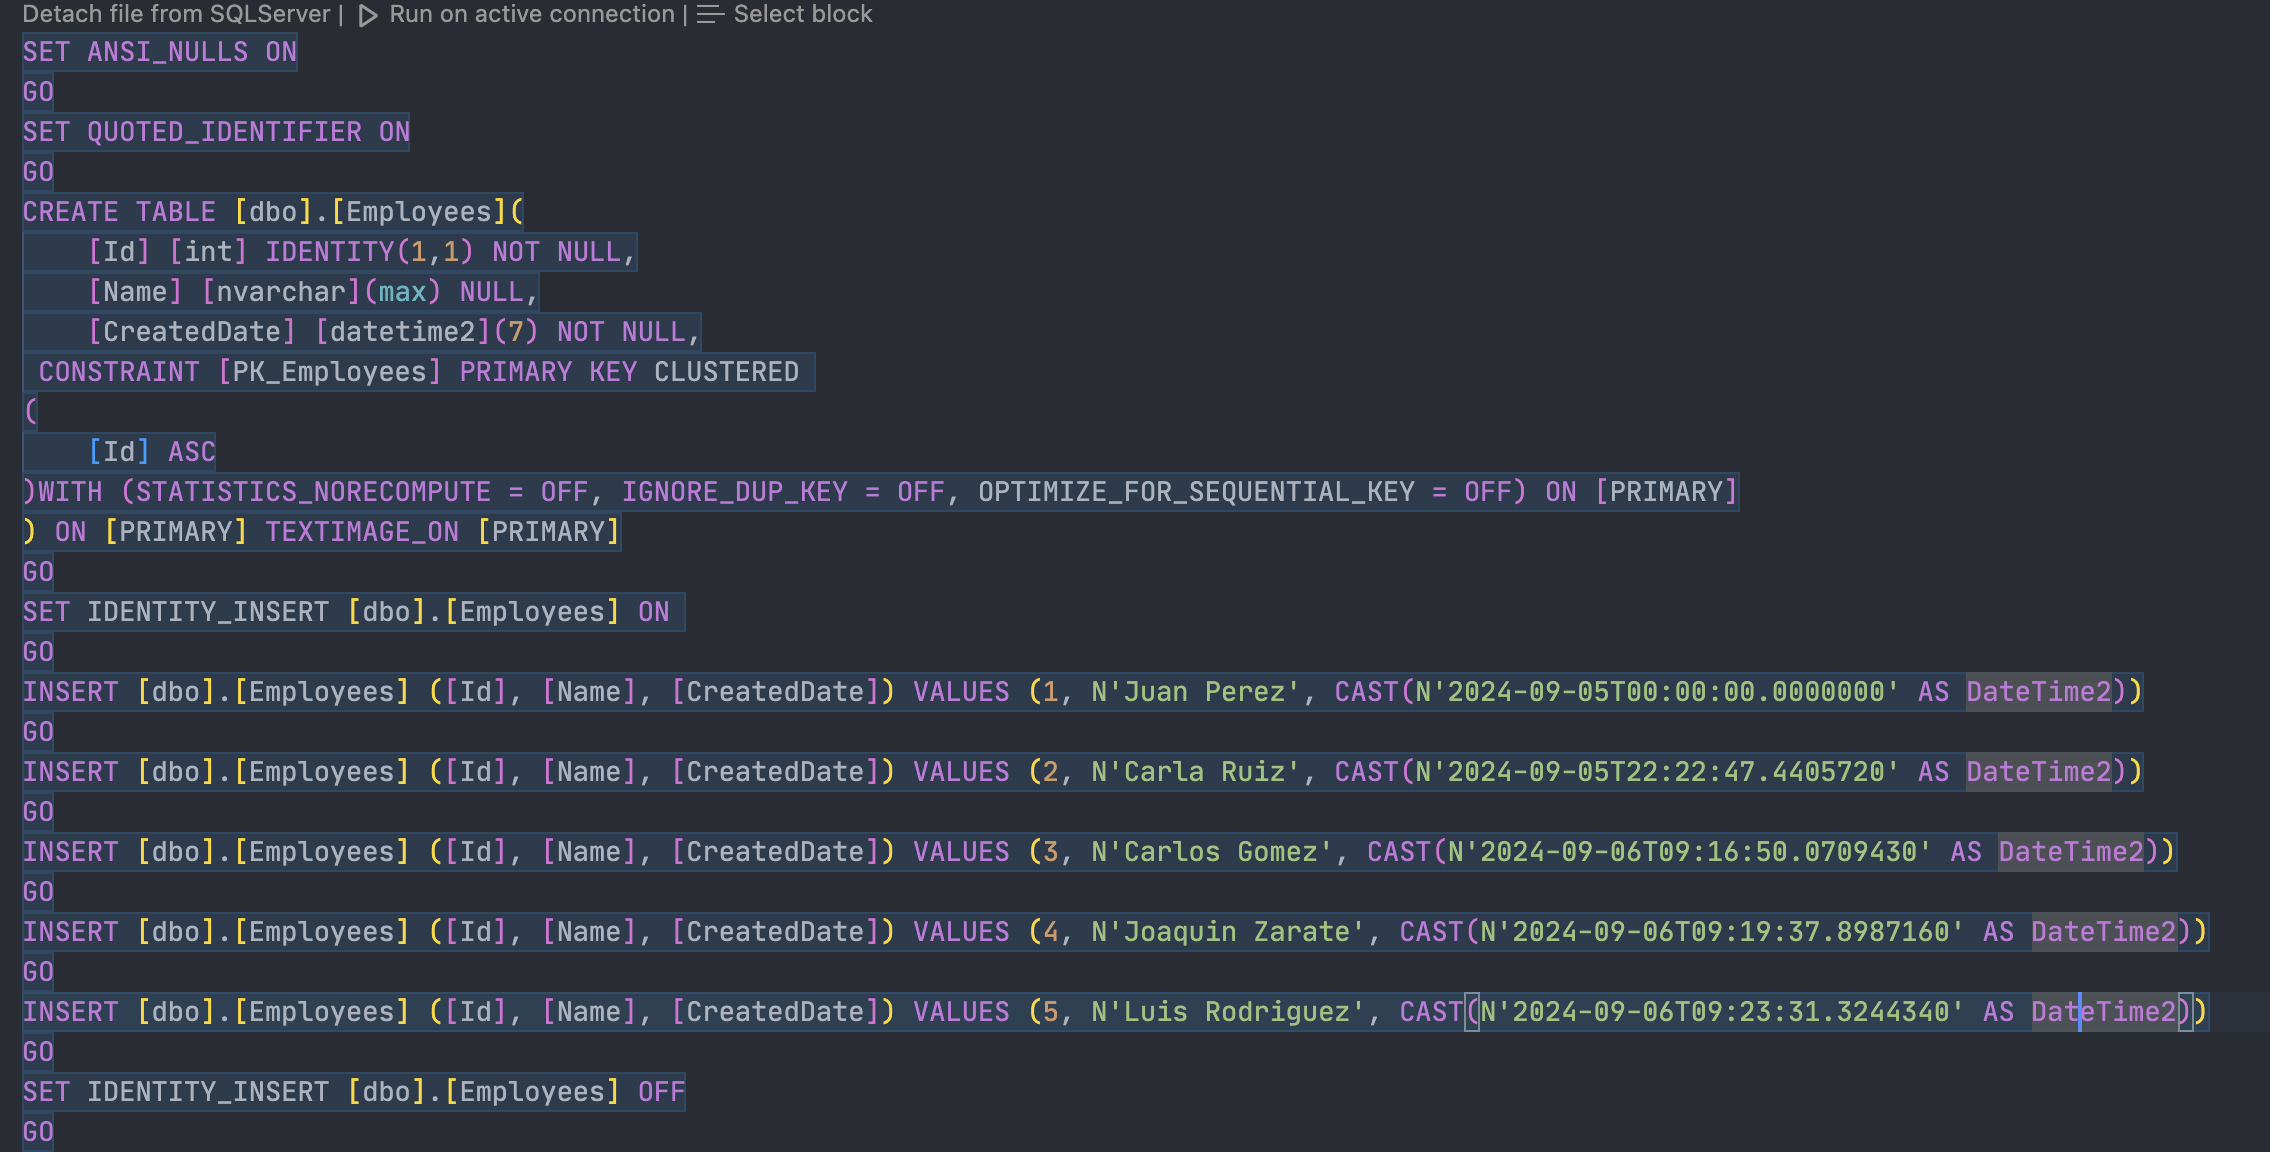 Detach file from SQLServer | ▷ Run on active connection | Select block
SET ANSI_NULLS ON
GO
SET QUOTED_IDENTIFIER ON
GO
CREATE TABLE [dbo].[Employees](
    [Id] [int] IDENTITY(1,1) NOT NULL,
    [Name] [nvarchar](max) NULL,
    [CreatedDate] [datetime2](7) NOT NULL,
 CONSTRAINT [PK_Employees] PRIMARY KEY CLUSTERED
(
    [Id] ASC
)WITH (STATISTICS_NORECOMPUTE = OFF, IGNORE_DUP_KEY = OFF, OPTIMIZE_FOR_SEQUENTIAL_KEY = OFF) ON [PRIMARY]
) ON [PRIMARY] TEXTIMAGE_ON [PRIMARY]
GO
SET IDENTITY_INSERT [dbo].[Employees] ON
GO
INSERT [dbo].[Employees] ([Id], [Name], [CreatedDate]) VALUES (1, N'Juan Perez', CAST(N'2024-09-05T00:00:00.0000000' AS DateTime2))
GO
INSERT [dbo].[Employees] ([Id], [Name], [CreatedDate]) VALUES (2, N'Carla Ruiz', CAST(N'2024-09-05T22:22:47.4405720' AS DateTime2))
GO
INSERT [dbo].[Employees] ([Id], [Name], [CreatedDate]) VALUES (3, N'Carlos Gomez', CAST(N'2024-09-06T09:16:50.0709430' AS DateTime2))
GO
INSERT [dbo].[Employees] ([Id], [Name], [CreatedDate]) VALUES (4, N'Joaquin Zarate', CAST(N'2024-09-06T09:19:37.8987160' AS DateTime2))
GO
INSERT [dbo].[Employees] ([Id], [Name], [CreatedDate]) VALUES (5, N'Luis Rodriguez', CAST(N'2024-09-06T09:23:31.3244340' AS DateTime2))
GO
SET IDENTITY_INSERT [dbo].[Employees] OFF
GO